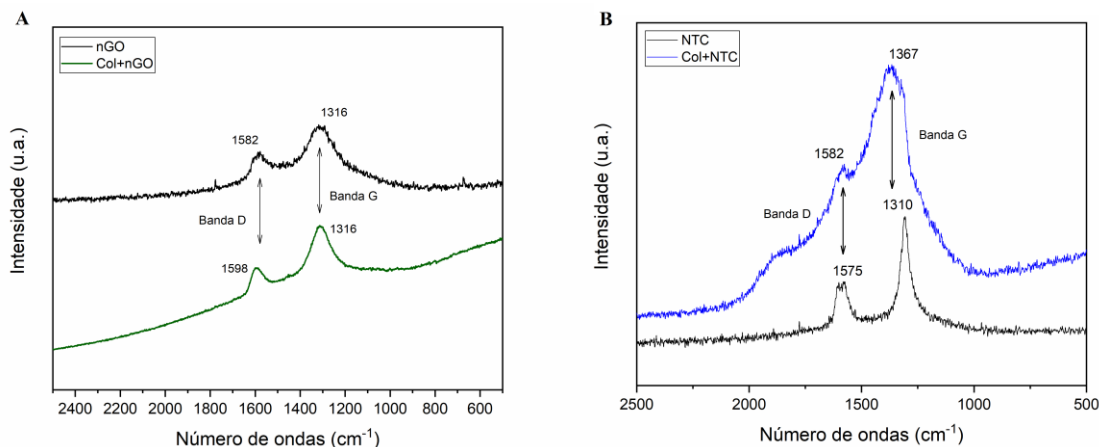 A
nGO
Col+nGO
1316
1582
Banda G
Banda D
1316
1598
Intensidade (u.a.)
2400 2200 2000 1800 1600 1400 1200 1000 800 600
Número de ondas (cm⁻¹)
B
NTC
Col+NTC
1367
Banda G
1582
Banda D
1310
1575
Intensidade (u.a.)
2500 2000 1500 1000 500
Número de ondas (cm⁻¹)